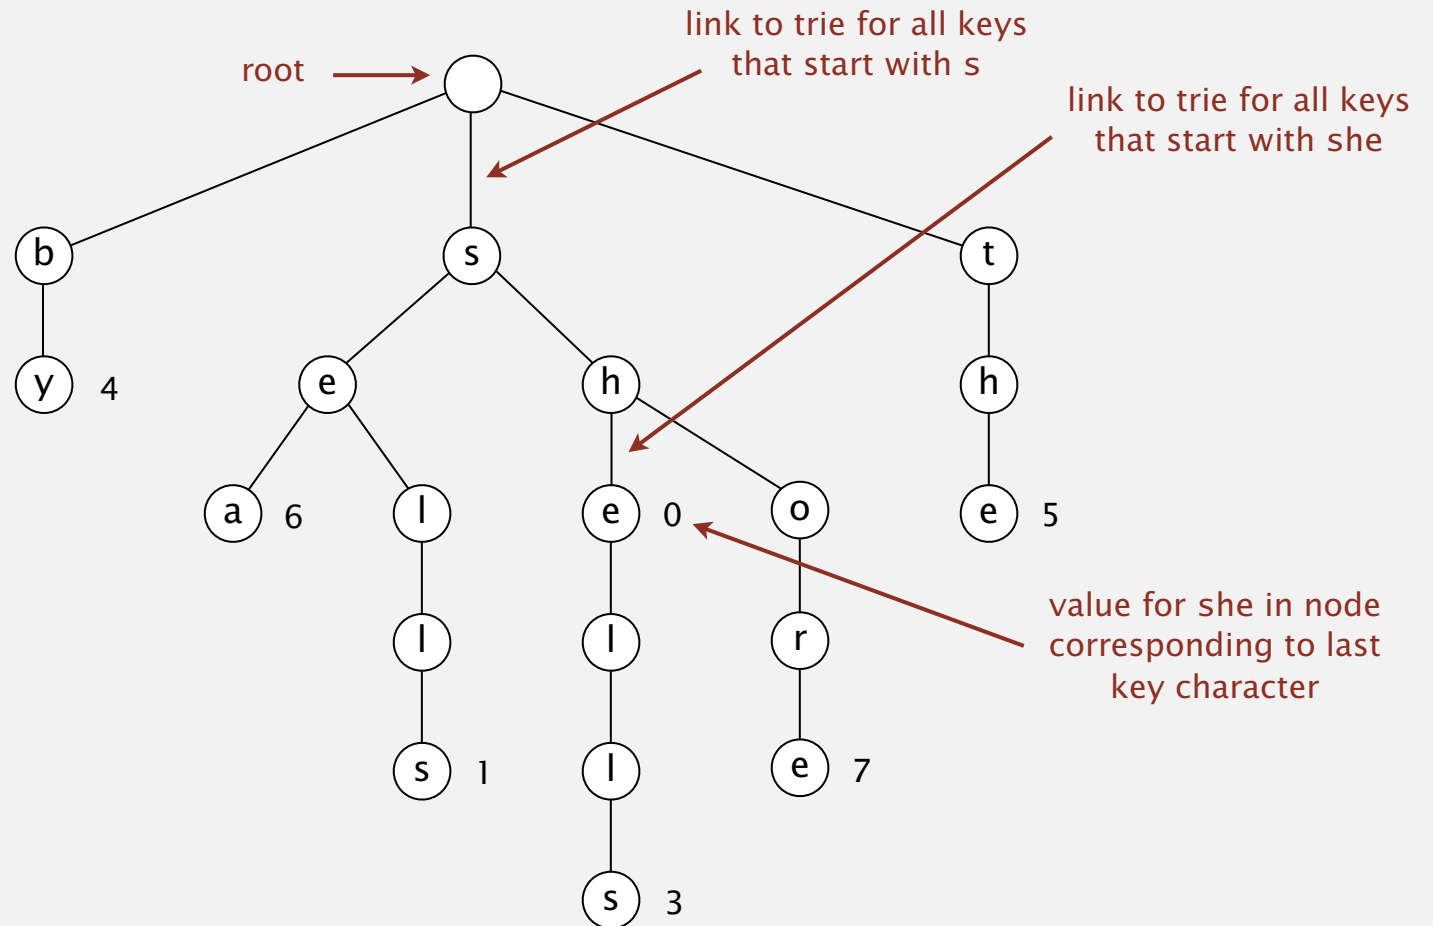 link to trie for all keys
that start with s
root
link to trie for all keys
that start with she
b
s
t
y 4
e
h
h
a 6
l
e 0
o
e 5
l
l
r
value for she in node
corresponding to last
key character
s 1
l
e 7
s 3